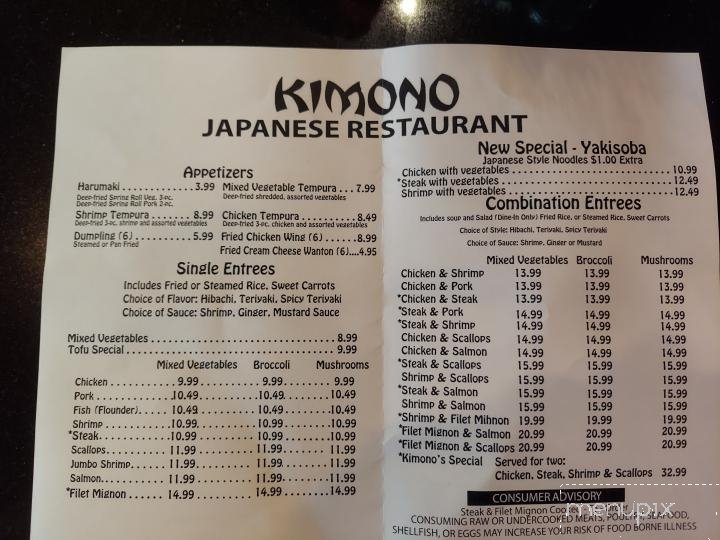 KIMONO
JAPANESE RESTAURANT
Appetizers
Harumaki . . . . . . . . . . . . 3.99
Deep-fried Spring Roll Veg. 3-pc.
Deep-fried Spring Roll Pork 2-pc.
Shrimp Tempura . . . . . . . 8.99
Deep-fried 3-pc. shrimp and assorted vegetables
Dumpling (6) . . . . . . . . . . 5.99
Steamed or Pan Fried
Mixed Vegetable Tempura . . . 7.99
Deep-fried shredded, assorted vegetables
Chicken Tempura . . . . . . . . . . 8.49
Deep-fried 3-pc. chicken and assorted vegetables
Fried Chicken Wing (6) . . . . . . 8.99
Fried Cream Cheese Wanton (6)....4.95
Single Entrees
Includes Fried or Steamed Rice, Sweet Carrots
Choice of Flavor: Hibachi, Teriyaki, Spicy Teriyaki
Choice of Sauce: Shrimp, Ginger, Mustard Sauce
Mixed Vegetables . . . . . . . . . . . . . . . . . . . . . . . . 8.99
Tofu Special . . . . . . . . . . . . . . . . . . . . . . . . . . . . 9.99
Mixed Vegetables Broccoli Mushrooms
Chicken . . . . . . . . . . 9.99 . . . . . . . . . 9.99 . . . . . . . 9.99
Pork . . . . . . . . . . . . 10.49 . . . . . . . . 10.49 . . . . . . . 10.49
Fish (Flounder) . . . . . 10.49 . . . . . . . . 10.49 . . . . . . . 10.49
Shrimp . . . . . . . . . . 10.99 . . . . . . . . 10.99 . . . . . . . 10.99
*Steak . . . . . . . . . . . 10.99 . . . . . . . . 10.99 . . . . . . . 10.99
Scallops . . . . . . . . . . 11.99 . . . . . . . . 11.99 . . . . . . . 11.99
Jumbo Shrimp . . . . . . 11.99 . . . . . . . . 11.99 . . . . . . . 11.99
Salmon . . . . . . . . . . . 11.99 . . . . . . . . 11.99 . . . . . . . 11.99
*Filet Mignon . . . . . . . 14.99 . . . . . . . . 14.99 . . . . . . . 14.99
New Special - Yakisoba
Japanese Style Noodles $1.00 Extra
Chicken with vegetables . . . . . . . . . . . . . . . . . . 10.99
*Steak with vegetables . . . . . . . . . . . . . . . . . . . 12.49
Shrimp with vegetables . . . . . . . . . . . . . . . . . . . 12.49
Combination Entrees
Includes soup and Salad (Dine-In Only) Fried Rice, or Steamed Rice, Sweet Carrots
Choice of Style: Hibachi, Teriyaki, Spicy Teriyaki
Choice of Sauce: Shrimp, Ginger or Mustard
Mixed Vegetables Broccoli Mushrooms
Chicken & Shrimp 13.99 13.99 13.99
Chicken & Pork 13.99 13.99 13.99
*Chicken & Steak 13.99 13.99 13.99
*Steak & Pork 14.99 14.99 14.99
*Steak & Shrimp 14.99 14.99 14.99
Chicken & Scallops 14.99 14.99 14.99
Chicken & Salmon 14.99 14.99 14.99
*Steak & Scallops 15.99 15.99 15.99
Shrimp & Scallops 15.99 15.99 15.99
*Steak & Salmon 15.99 15.99 15.99
Shrimp & Salmon 15.99 15.99 15.99
*Shrimp & Filet Mihnon 19.99 19.99 19.99
*Filet Mignon & Salmon 20.99 20.99 20.99
*Filet Mignon & Scallops 20.99 20.99 20.99
*Kimono's Special Served for two:
Chicken, Steak, Shrimp & Scallops 32.99
CONSUMER ADVISORY
Steak & Filet Mignon Cooked
CONSUMING RAW OR UNDERCOOKED MEATS, POULTRY, SEAFOOD,
SHELLFISH, OR EGGS MAY INCREASE YOUR RISK OF FOOD BORNE ILLNESS
menupix